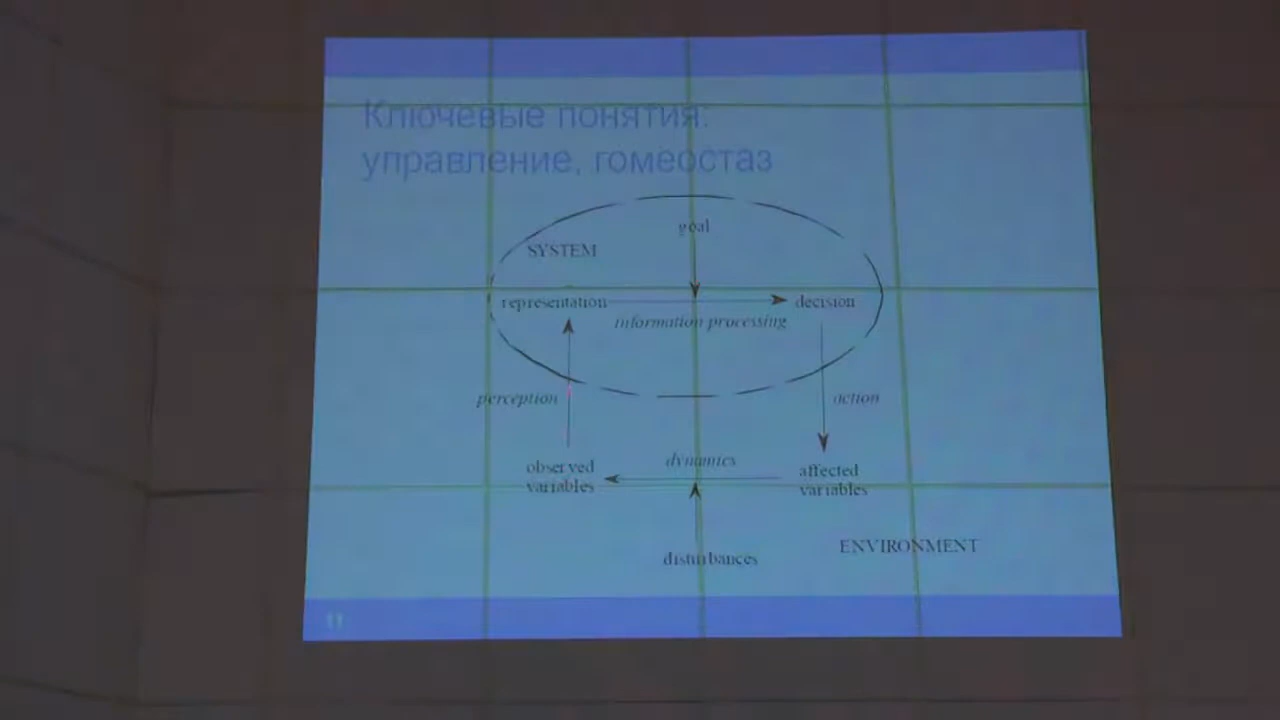 Ключевые понятия:
управление, гомеостаз
goal
SYSTEM
representation
decision
information processing
perception
action
observed
variables
dynamics
affected
variables
ENVIRONMENT
disturbances
11